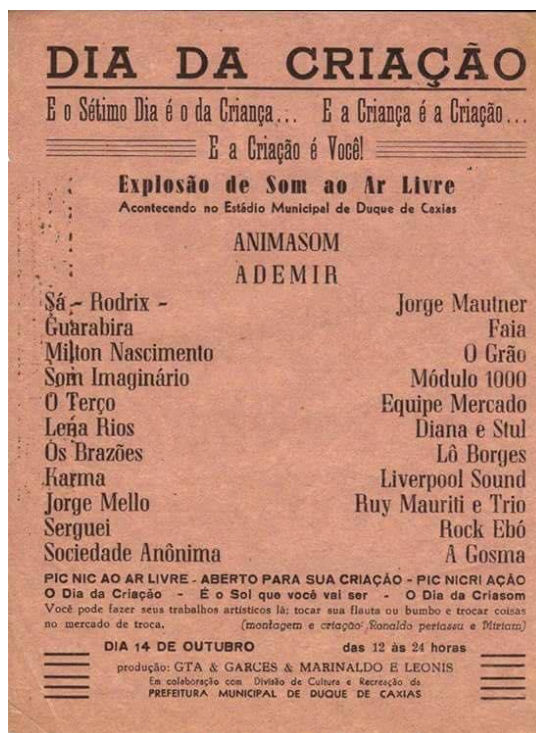 DIA DA CRIAÇÃO
E o Sétimo Dia é o da Criança... E a Criança é a Criação...
E a Criação é Você!
Explosão de Som ao Ar Livre
Acontecendo no Estádio Municipal de Duque de Caxias
ANIMASOM
ADEMIR
Sá - Rodrix - Jorge Mautner
Guarabira Faia
Milton Nascimento O Grão
Som Imaginário Módulo 1000
O Terço Equipe Mercado
Lena Rios Diana e Stul
Os Brazões Lô Borges
Karma Liverpool Sound
Jorge Mello Ruy Mauriti e Trio
Serguei Rock Ebó
Sociedade Anônima A Gosma
PIC NIC AO AR LIVRE - ABERTO PARA SUA CRIAÇÃO - PIC NICRI AÇÃO
O Dia da Criação - É o Sol que você vai ser - O Dia da Criasom
Você pode fazer seus trabalhos artísticos lá; tocar sua flauta ou bumbo e trocar coisas
no mercado de troca. (montagem e criação: Ronaldo periassu e Miriam)
DIA 14 DE OUTUBRO das 12 às 24 horas
produção: GTA & GARCES & MARINALDO E LEONIS
Em colaboração com Divisão de Cultura e Recreação da
PREFEITURA MUNICIPAL DE DUQUE DE CAXIAS